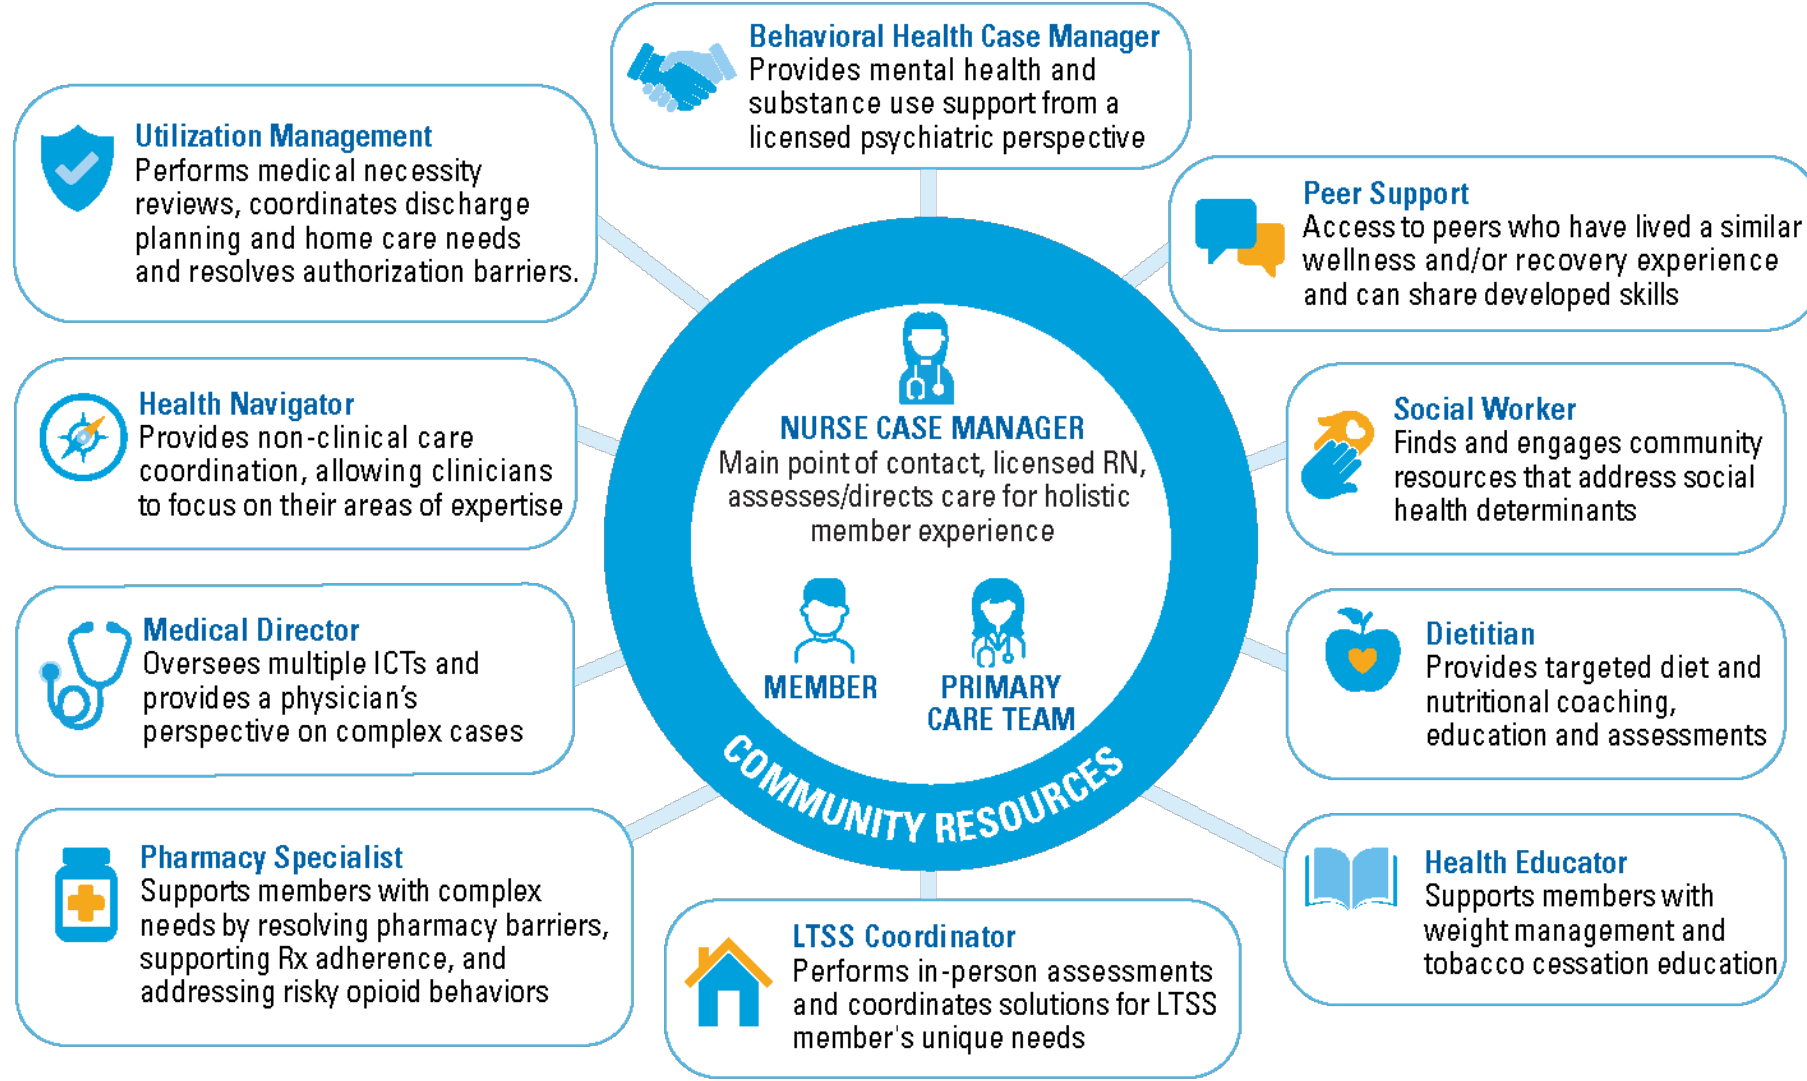 Behavioral Health Case Manager
Provides mental health and
substance use support from a
licensed psychiatric perspective
Utilization Management
Performs medical necessity
reviews, coordinates discharge
planning and home care needs
and resolves authorization barriers.
Peer Support
Access to peers who have lived a similar
wellness and/or recovery experience
and can share developed skills
Health Navigator
Provides non-clinical care
coordination, allowing clinicians
to focus on their areas of expertise
NURSE CASE MANAGER
Main point of contact, licensed RN,
assesses/directs care for holistic
member experience
Social Worker
Finds and engages community
resources that address social
health determinants
Medical Director
Oversees multiple ICTs and
provides a physician's
perspective on complex cases
MEMBER
PRIMARY
CARE TEAM
Dietitian
Provides targeted diet and
nutritional coaching,
education and assessments
COMMUNITY RESOURCES
Pharmacy Specialist
Supports members with complex
needs by resolving pharmacy barriers,
supporting Rx adherence, and
addressing risky opioid behaviors
LTSS Coordinator
Performs in-person assessments
and coordinates solutions for LTSS
member's unique needs
Health Educator
Supports members with
weight management and
tobacco cessation education